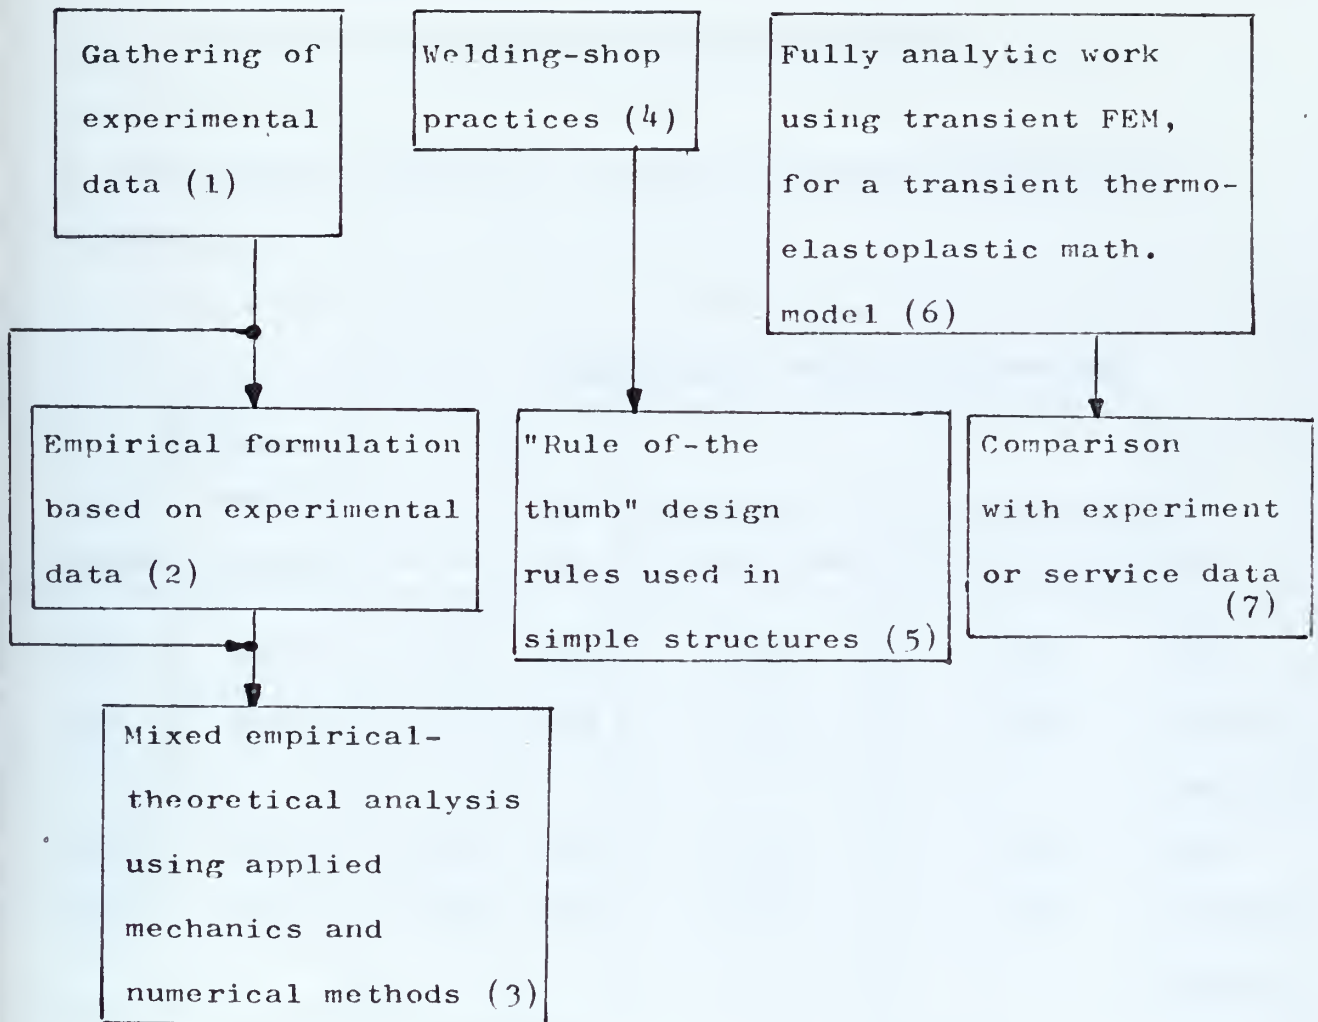 Gathering of
experimental
data (1)
Welding-shop
practices (4)
Fully analytic work
using transient FEM,
for a transient thermo-
elastoplastic math.
model (6)
Empirical formulation
based on experimental
data (2)
"Rule of-the
thumb" design
rules used in
simple structures (5)
Comparison
with experiment
or service data
(7)
Mixed empirical-
theoretical analysis
using applied
mechanics and
numerical methods (3)